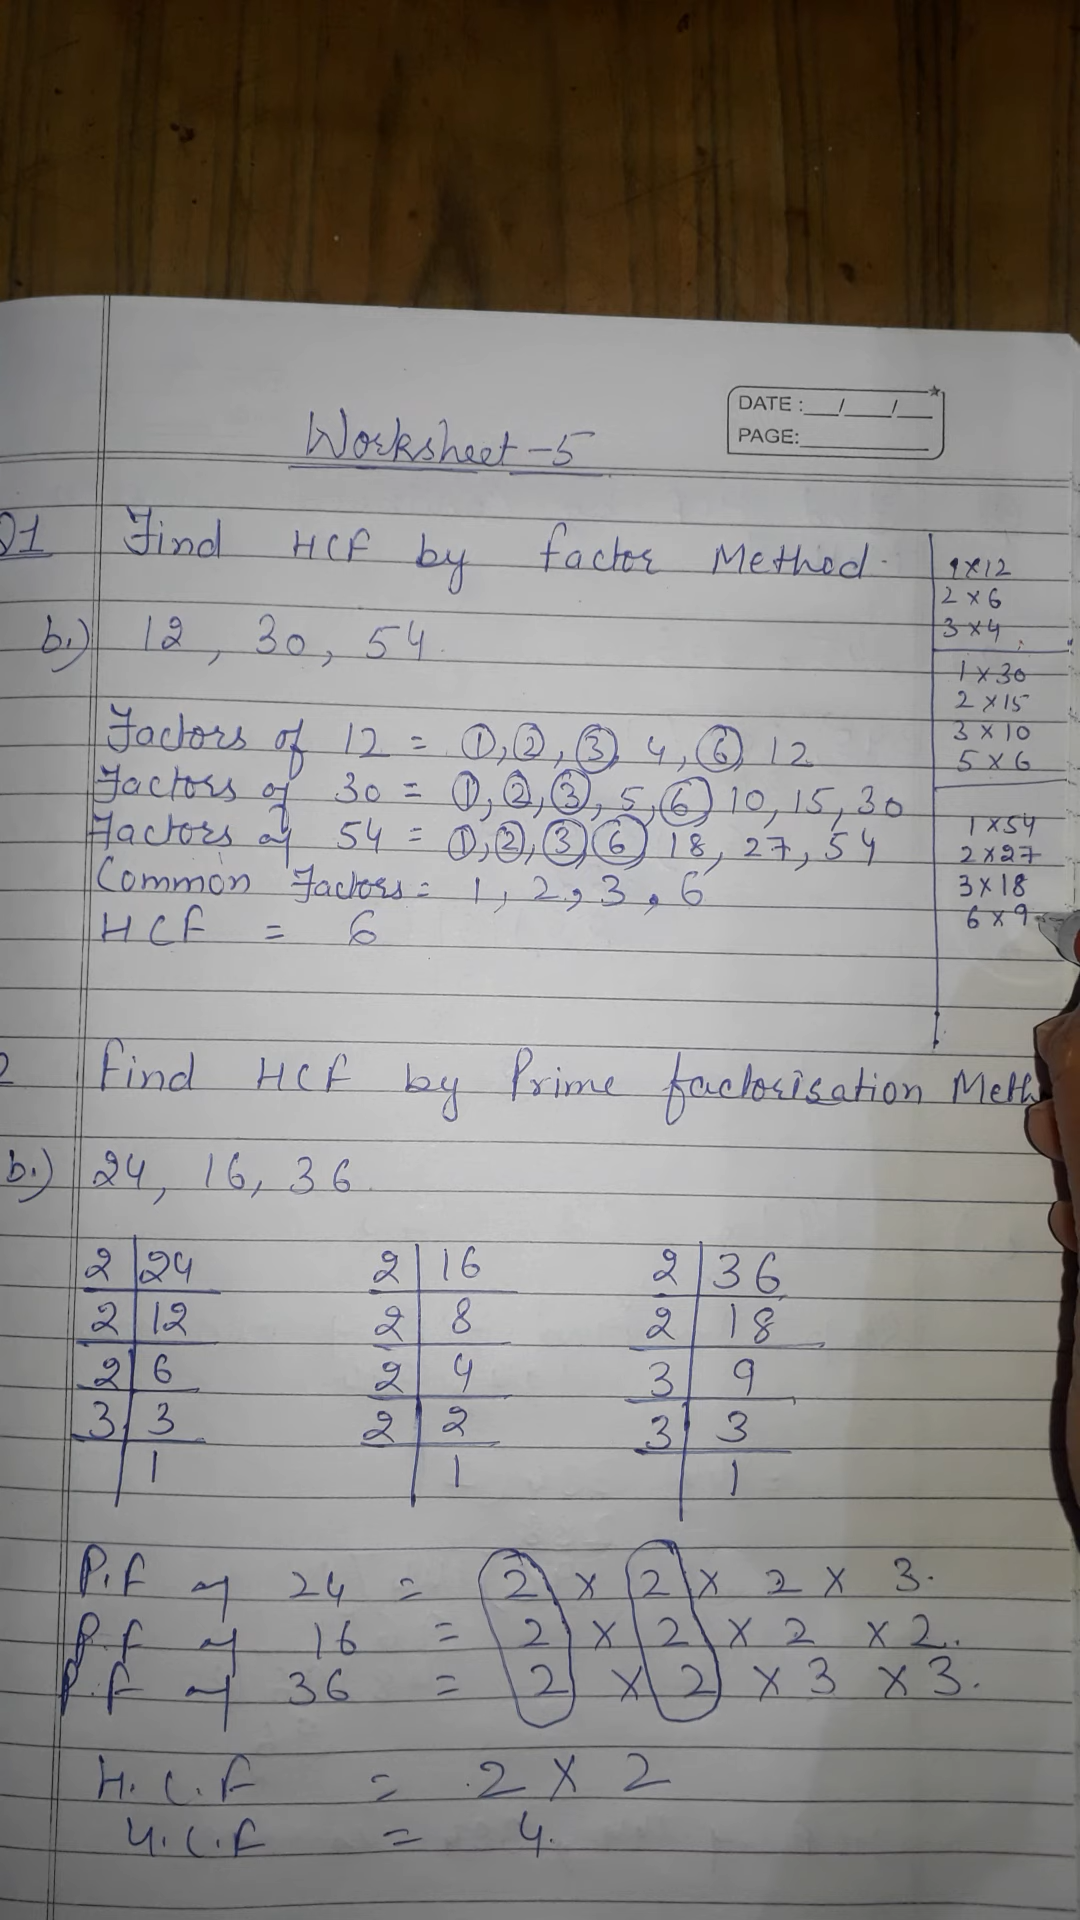 DATE: __/__/__
PAGE:
Worksheet-5
Q1 Find HCF by factor Method.
b.) 12, 30, 54.
Factors of 12 = 1, 2, 3, 4, 6, 12
Factors of 30 = 1, 2, 3, 5, 6, 10, 15, 30
Factors of 54 = 1, 2, 3, 6, 18, 27, 54
Common Factors = 1, 2, 3, 6
HCF = 6
1×12
2×6
3×4
1×30
2×15
3×10
5×6
1×54
2×27
3×18
6×9
2 Find HCF by Prime factorisation Meth
b.) 24, 16, 36.
2 | 24 2 | 16 2 | 36
2 | 12 2 | 8 2 | 18
2 | 6 2 | 4 3 | 9
3 | 3 2 | 2 3 | 3
| 1 | 1 | 1
P.F of 24 = 2 × 2 × 2 × 3.
P.F of 16 = 2 × 2 × 2 × 2.
P.F of 36 = 2 × 2 × 3 × 3.
H.C.F = 2 × 2
H.C.F = 4.